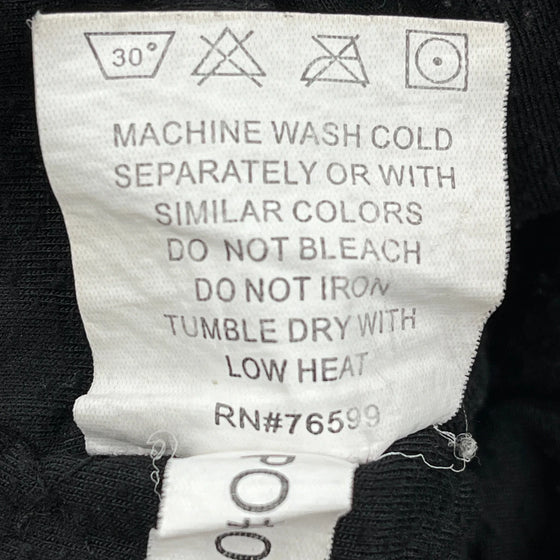 30°
MACHINE WASH COLD
SEPARATELY OR WITH
SIMILAR COLORS
DO NOT BLEACH
DO NOT IRON
TUMBLE DRY WITH
LOW HEAT
RN#76599